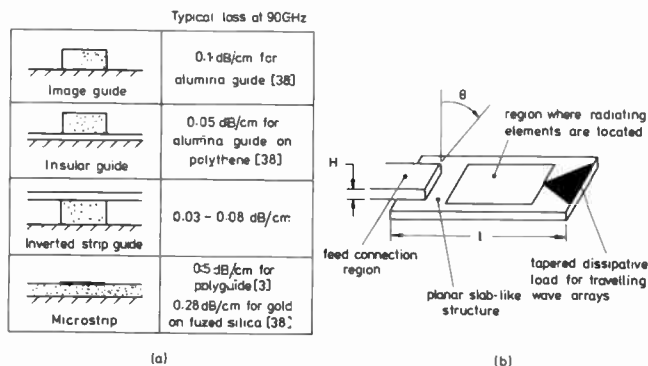 Typical loss at 90GHz
Image guide
0.1 dB/cm for
alumina guide [38]
Insular guide
0.05 dB/cm for
alumina guide on
polythene [38]
Inverted strip guide
0.03 - 0.08 dB/cm
Microstrip
0.5 dB/cm for
polyguide [3]
0.28 dB/cm for gold
on fuzed silica [38]
(a)
θ
region where radiating
elements are located
H
feed connection
region
l
planar slab-like
structure
tapered dissipative
load for travelling
wave arrays
(b)